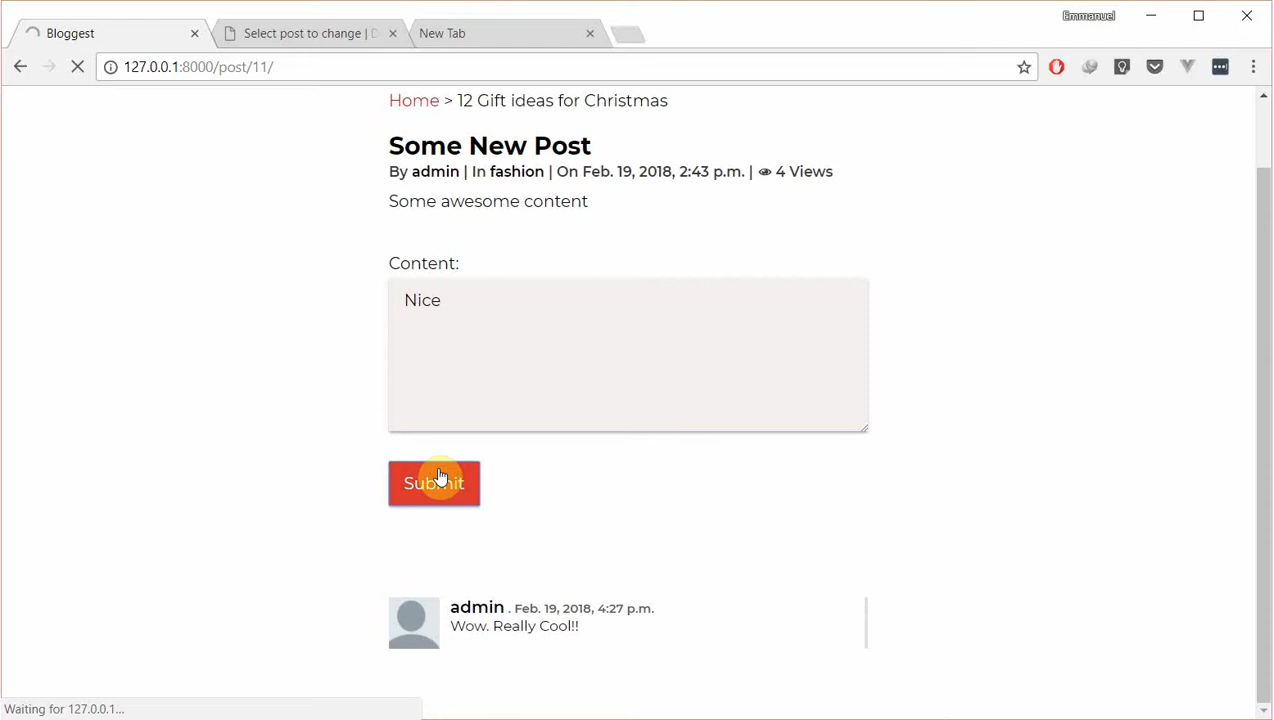 Emmanuel
Bloggest
Select post to change | D
New Tab
127.0.0.1:8000/post/11/
Home > 12 Gift ideas for Christmas
Some New Post
By admin | In fashion | On Feb. 19, 2018, 2:43 p.m. | 4 Views
Some awesome content
Content:
Nice
Submit
admin . Feb. 19, 2018, 4:27 p.m.
Wow. Really Cool!!
Waiting for 127.0.0.1...